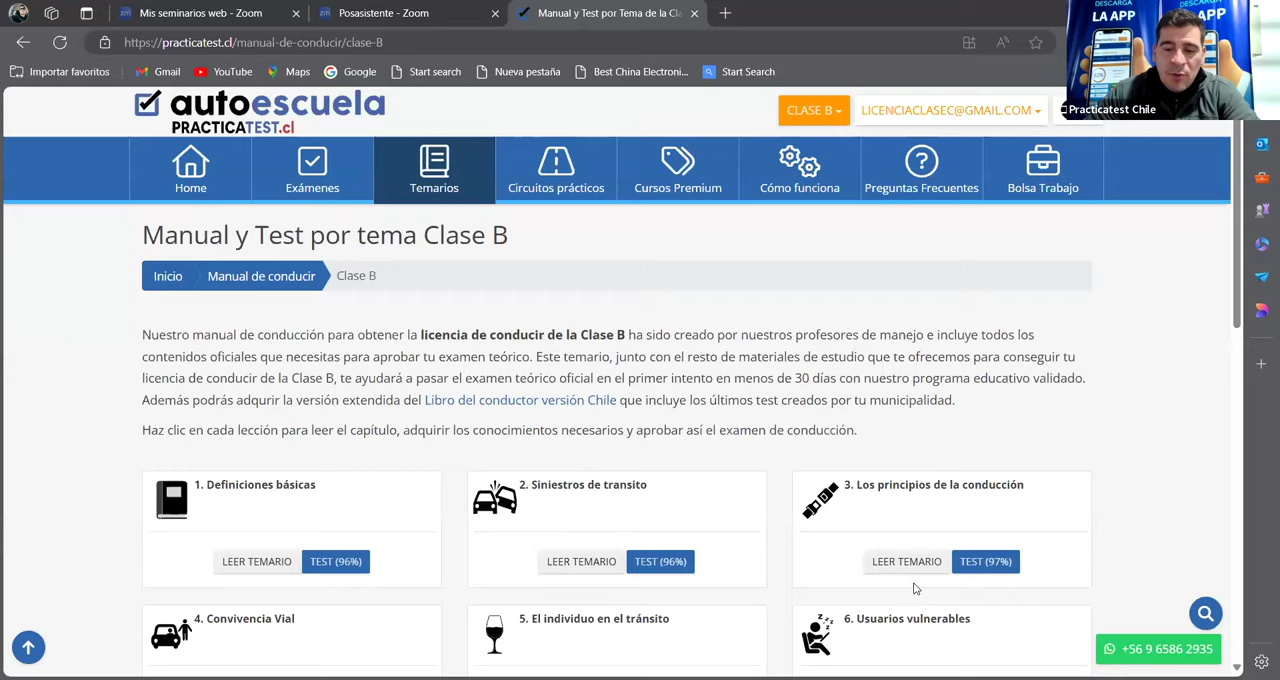 Mis seminarios web - Zoom
Posasistente - Zoom
Manual y Test por Tema de la Cl
https://practicatest.cl/manual-de-conducir/clase-B
Importar favoritos
Gmail
YouTube
Maps
Google
Start search
Nueva pestaña
Best China Electroni...
Start Search
DESCARGA
LA APP
Practicatest Chile
autoescuela
PRACTICATEST.cl
CLASE B
LICENCIACLASEC@GMAIL.COM
Home
Exámenes
Temarios
Circuitos prácticos
Cursos Premium
Cómo funciona
Preguntas Frecuentes
Bolsa Trabajo
Manual y Test por tema Clase B
Inicio
Manual de conducir
Clase B
Nuestro manual de conducción para obtener la licencia de conducir de la Clase B ha sido creado por nuestros profesores de manejo e incluye todos los
contenidos oficiales que necesitas para aprobar tu examen teórico. Este temario, junto con el resto de materiales de estudio que te ofrecemos para conseguir tu
licencia de conducir de la Clase B, te ayudará a pasar el examen teórico oficial en el primer intento en menos de 30 días con nuestro programa educativo validado.
Además podrás adqurir la versión extendida del Libro del conductor versión Chile que incluye los últimos test creados por tu municipalidad.
Haz clic en cada lección para leer el capítulo, adquirir los conocimientos necesarios y aprobar así el examen de conducción.
1. Definiciones básicas
LEER TEMARIO
TEST (96%)
2. Siniestros de transito
LEER TEMARIO
TEST (96%)
3. Los principios de la conducción
LEER TEMARIO
TEST (97%)
4. Convivencia Vial
5. El individuo en el tránsito
6. Usuarios vulnerables
+56 9 6586 2935